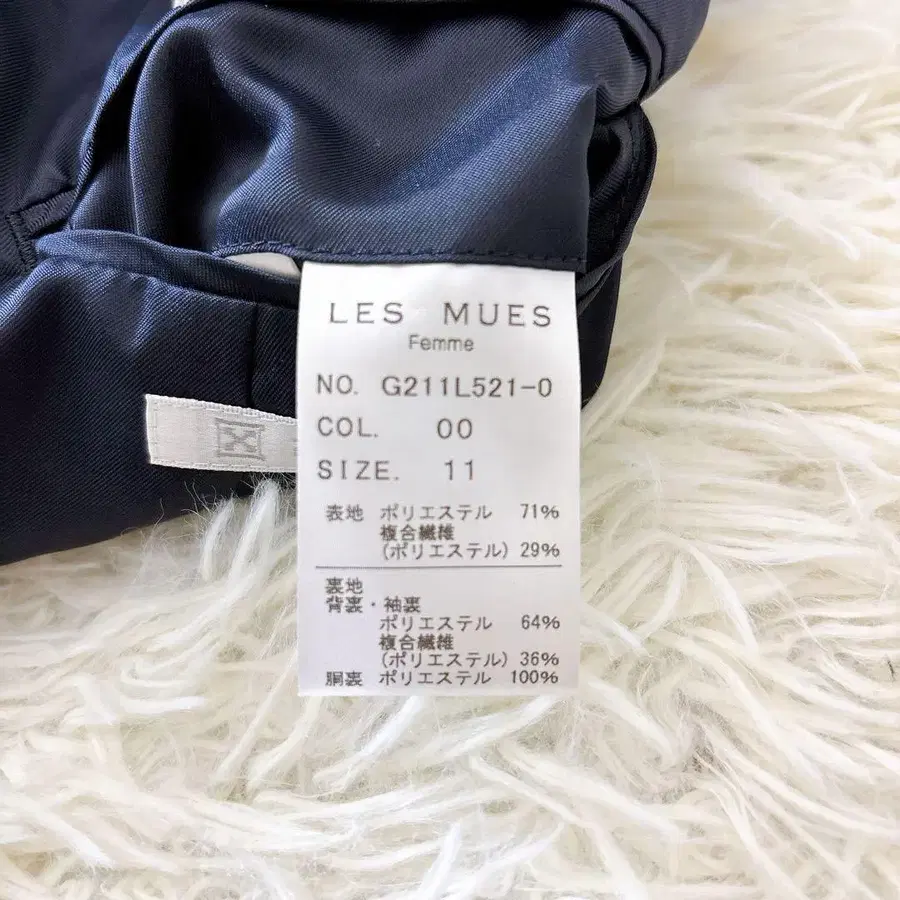 LES MUES
Femme
NO. G211L521-0
COL. 00
SIZE. 11
表地 ポリエステル 71%
複合繊維
(ポリエステル) 29%
裏地
背裏・袖裏
ポリエステル 64%
複合繊維
(ポリエステル) 36%
胴裏 ポリエステル 100%